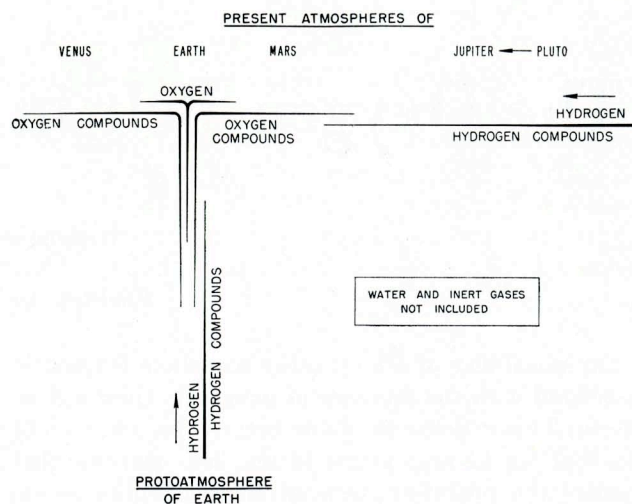 PRESENT ATMOSPHERES OF
VENUS EARTH MARS JUPITER ← PLUTO
OXYGEN
HYDROGEN
OXYGEN COMPOUNDS
OXYGEN
COMPOUNDS
HYDROGEN COMPOUNDS
WATER AND INERT GASES
NOT INCLUDED
HYDROGEN
HYDROGEN COMPOUNDS
PROTOATMOSPHERE
OF EARTH